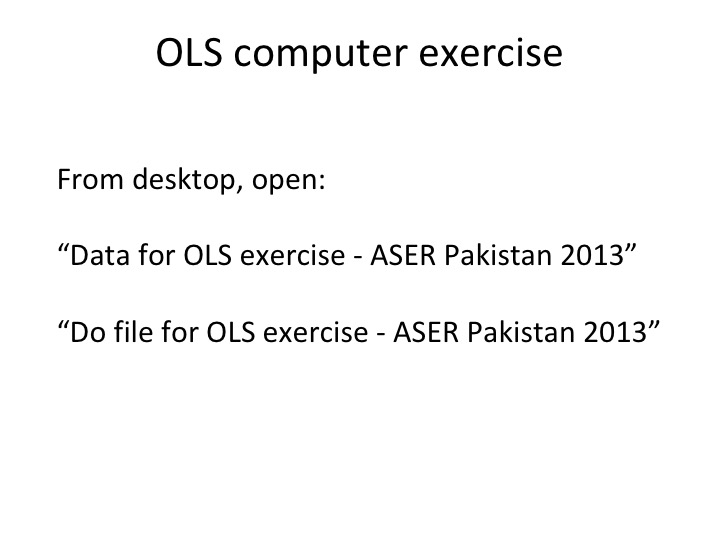 OLS computer exercise
From desktop, open:
“Data for OLS exercise - ASER Pakistan 2013”
“Do file for OLS exercise - ASER Pakistan 2013”